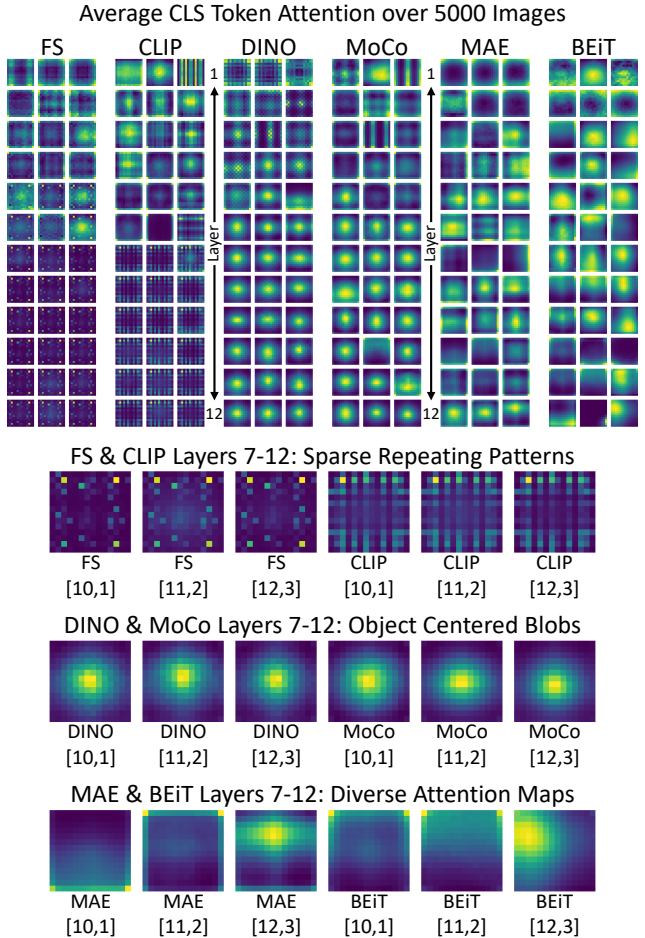 Average CLS Token Attention over 5000 Images
FS CLIP DINO MoCo MAE BEiT
1 1
Layer Layer
12 12
FS & CLIP Layers 7-12: Sparse Repeating Patterns
FS FS FS CLIP CLIP CLIP
[10,1] [11,2] [12,3] [10,1] [11,2] [12,3]
DINO & MoCo Layers 7-12: Object Centered Blobs
DINO DINO DINO MoCo MoCo MoCo
[10,1] [11,2] [12,3] [10,1] [11,2] [12,3]
MAE & BEiT Layers 7-12: Diverse Attention Maps
MAE MAE MAE BEiT BEiT BEiT
[10,1] [11,2] [12,3] [10,1] [11,2] [12,3]